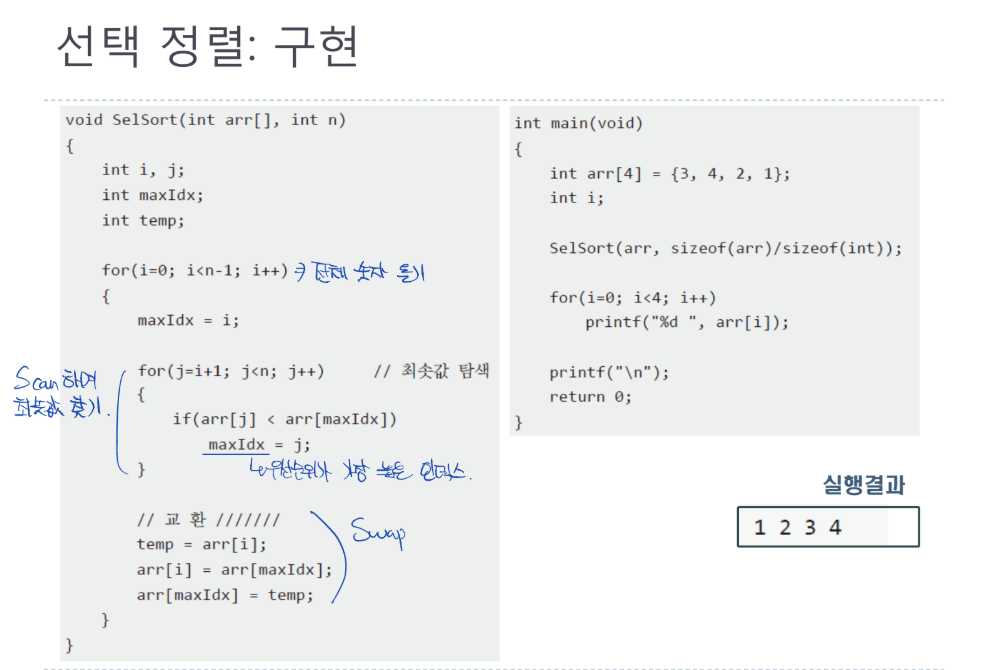 선택 정렬: 구현
void SelSort(int arr[], int n)
{
int i, j;
int maxIdx;
int temp;
for(i=0; i<n-1; i++) 전체 숫자 돌기
{
maxIdx = i;
for(j=i+1; j<n; j++) // 최솟값 탐색
{
if(arr[j] < arr[maxIdx])
maxIdx = j;
}
Scan하며
최솟값 찾기.
↳우선순위가 가장 높은 인덱스.
// 교 환 ///////
temp = arr[i];
arr[i] = arr[maxIdx];
arr[maxIdx] = temp;
Swap
}
}
int main(void)
{
int arr[4] = {3, 4, 2, 1};
int i;
SelSort(arr, sizeof(arr)/sizeof(int));
for(i=0; i<4; i++)
printf("%d ", arr[i]);
printf("\n");
return 0;
}
실행결과
1 2 3 4